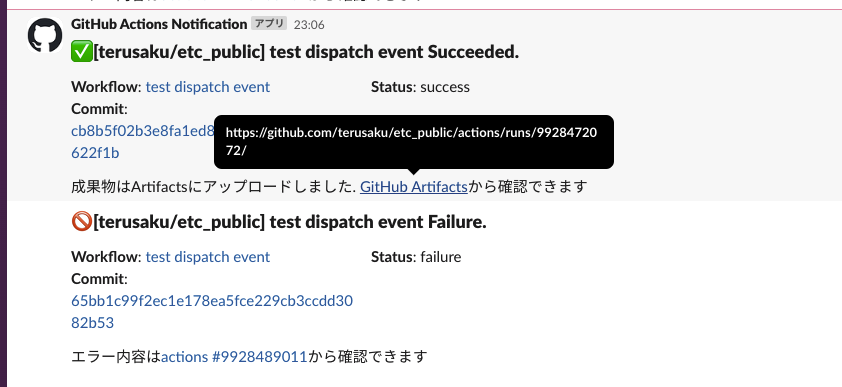 GitHub Actions Notification アプリ 23:06
✅[terusaku/etc_public] test dispatch event Succeeded.
Workflow: test dispatch event Status: success
Commit:
cb8b5f02b3e8fa1ed8
https://github.com/terusaku/etc_public/actions/runs/99284720
72/
622f1b
成果物はArtifactsにアップロードしました. GitHub Artifactsから確認できます
🚫[terusaku/etc_public] test dispatch event Failure.
Workflow: test dispatch event Status: failure
Commit:
65bb1c99f2ec1e178ea5fce229cb3ccdd30
82b53
エラー内容はactions #9928489011から確認できます